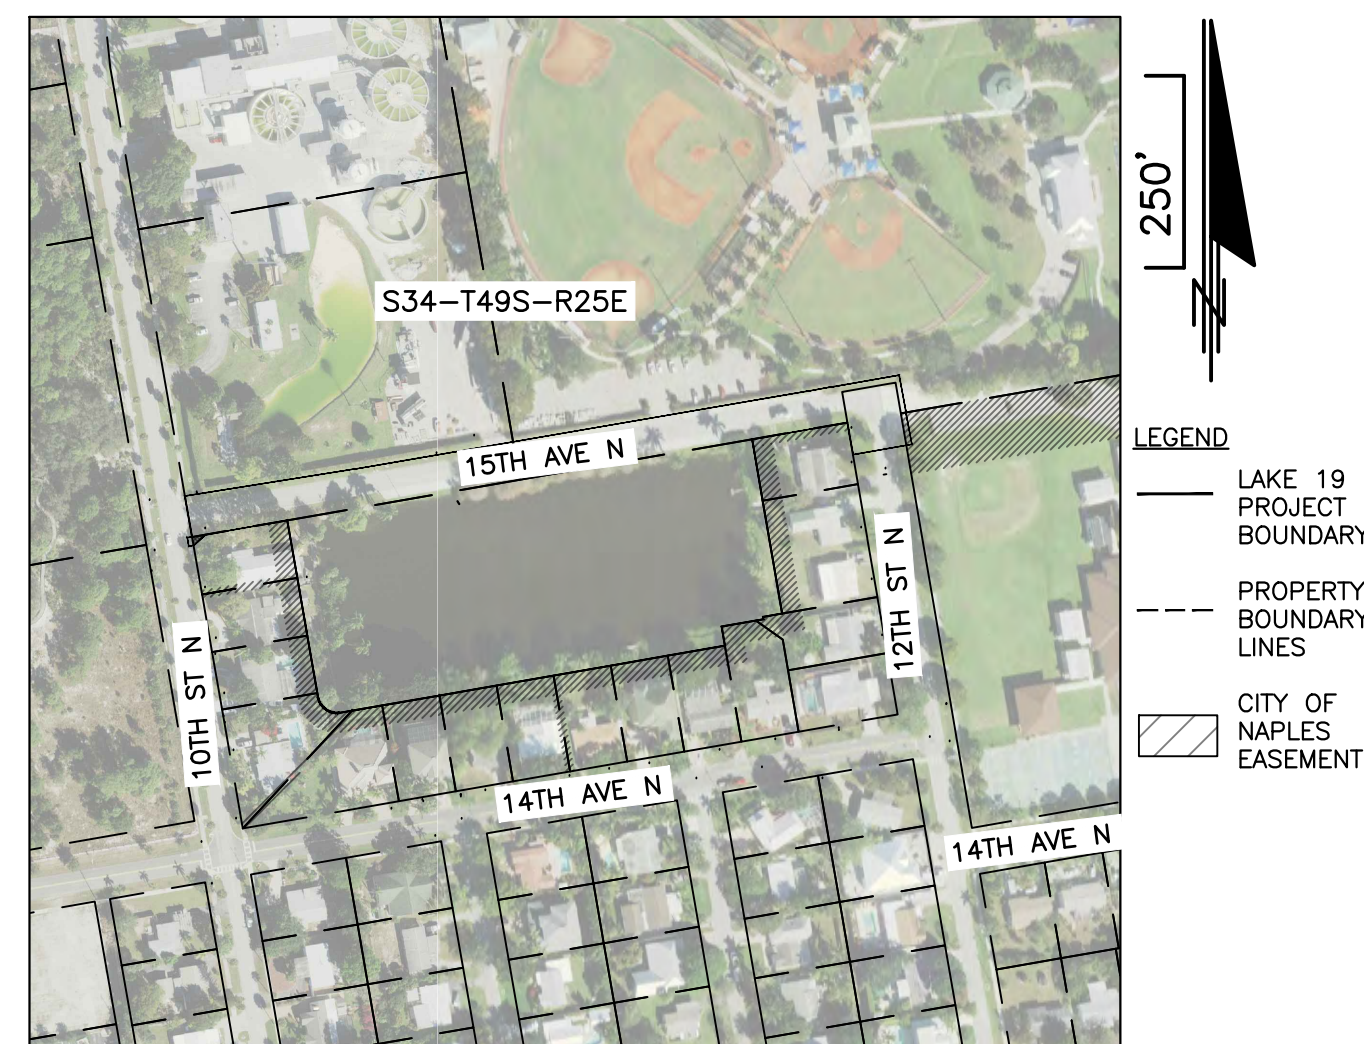 S34-T49S-R25E
15TH AVE N
12TH ST N
10TH ST N
14TH AVE N
14TH AVE N
250'
N
LEGEND
LAKE 19
PROJECT
BOUNDARY
PROPERTY
BOUNDARY
LINES
CITY OF
NAPLES
EASEMENT